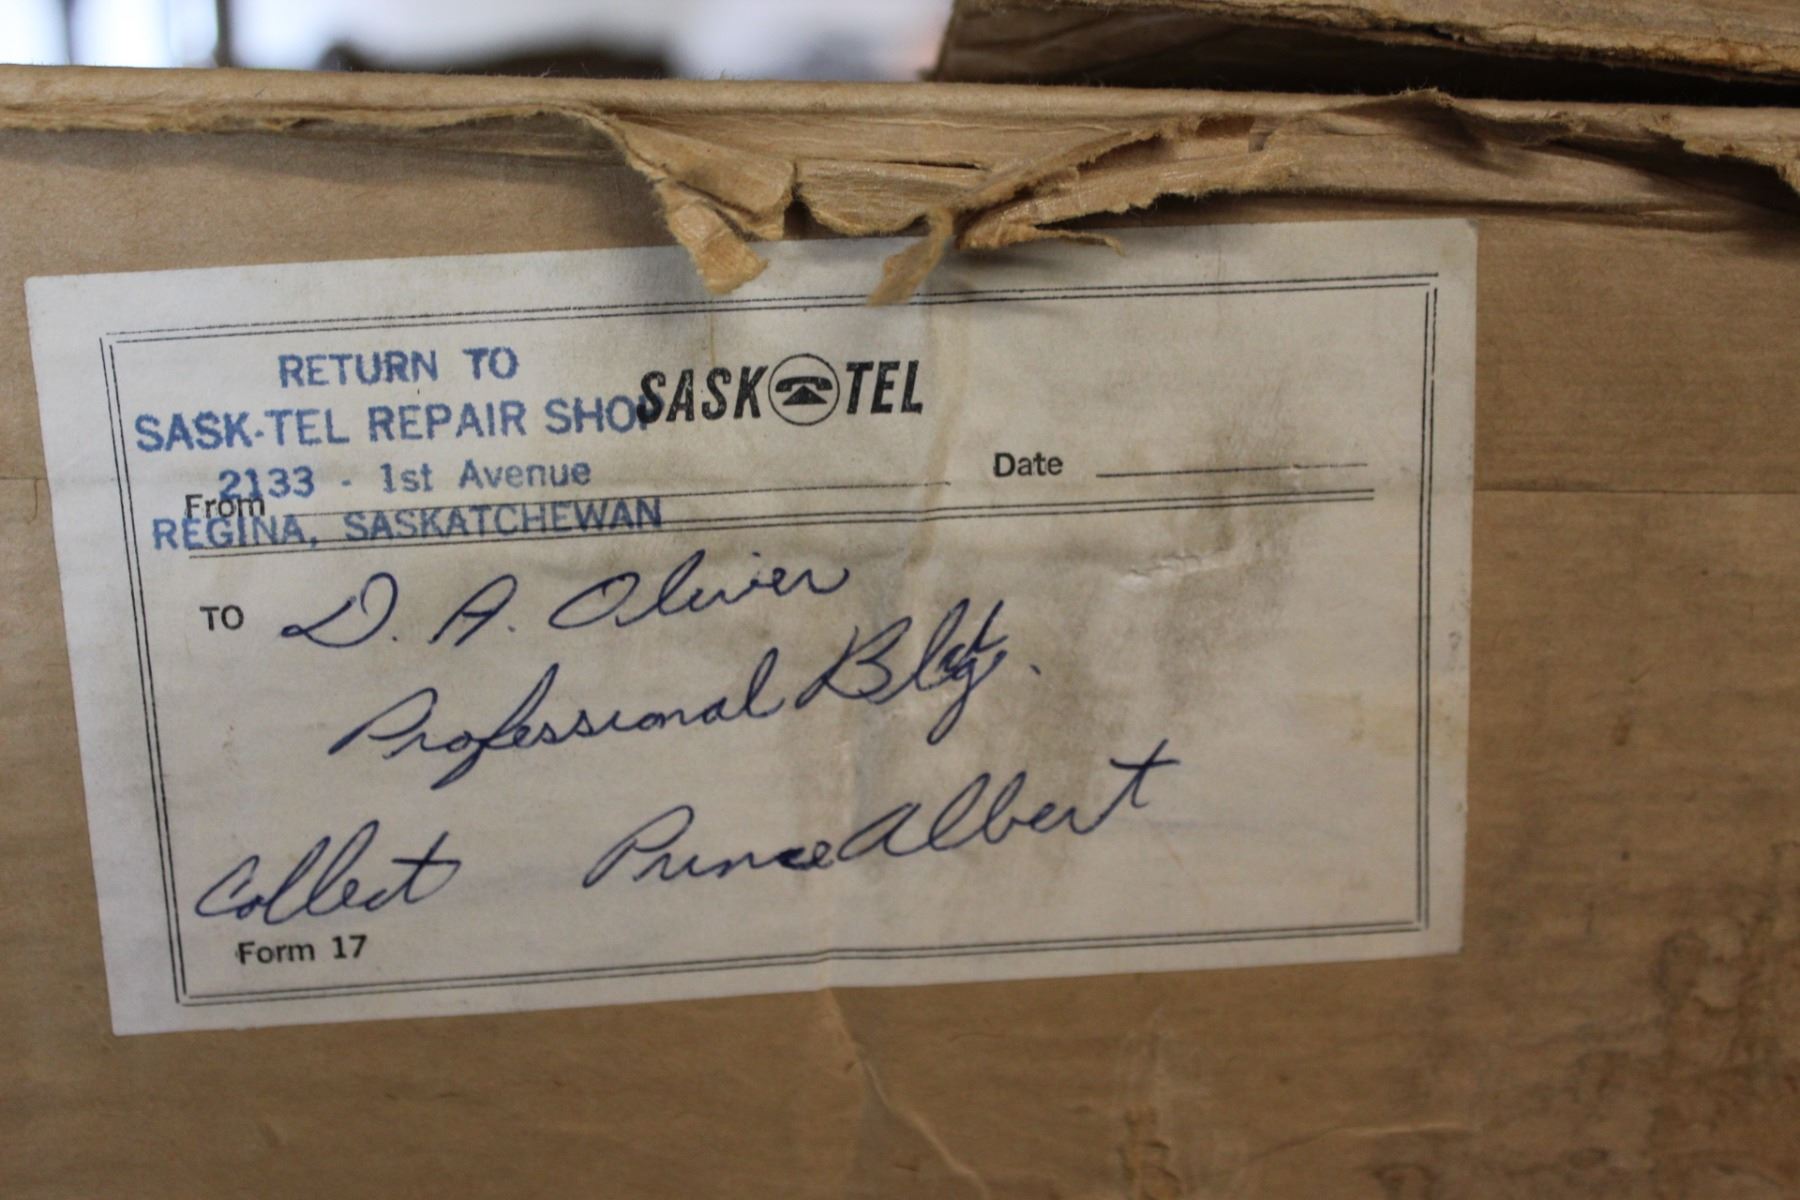 RETURN TO
SASK-TEL REPAIR SHOP
SASK TEL
2133 - 1st Avenue
Date
From
REGINA, SASKATCHEWAN
TO D. A. Olivier
Professional Bldg.
Collect Prince Albert
Form 17